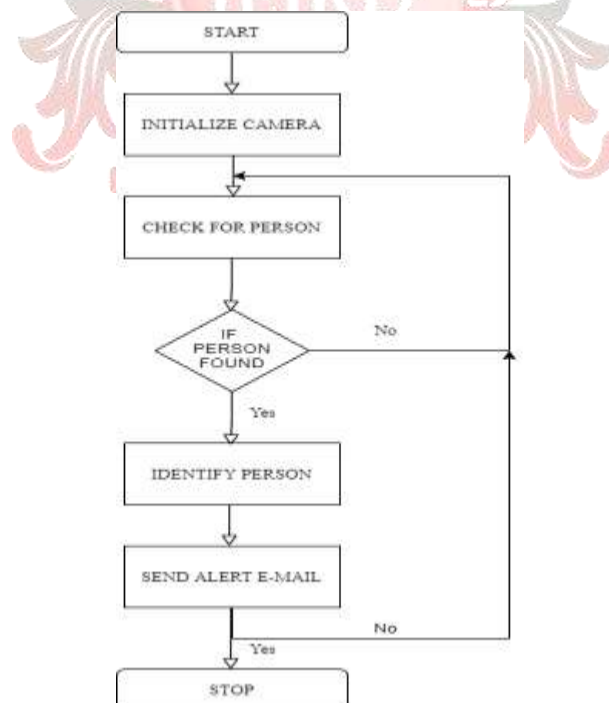 START
INITIALIZE CAMERA
CHECK FOR PERSON
IF
PERSON
FOUND
No
Yes
IDENTIFY PERSON
SEND ALERT E-MAIL
No
Yes
STOP